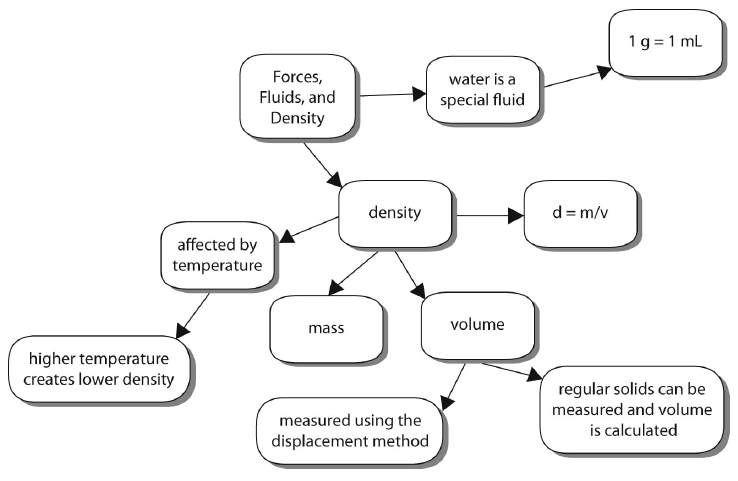 1 g = 1 mL
Forces,
Fluids, and
Density
water is a
special fluid
density
d = m/v
affected by
temperature
mass
volume
higher temperature
creates lower density
measured using the
displacement method
regular solids can be
measured and volume
is calculated